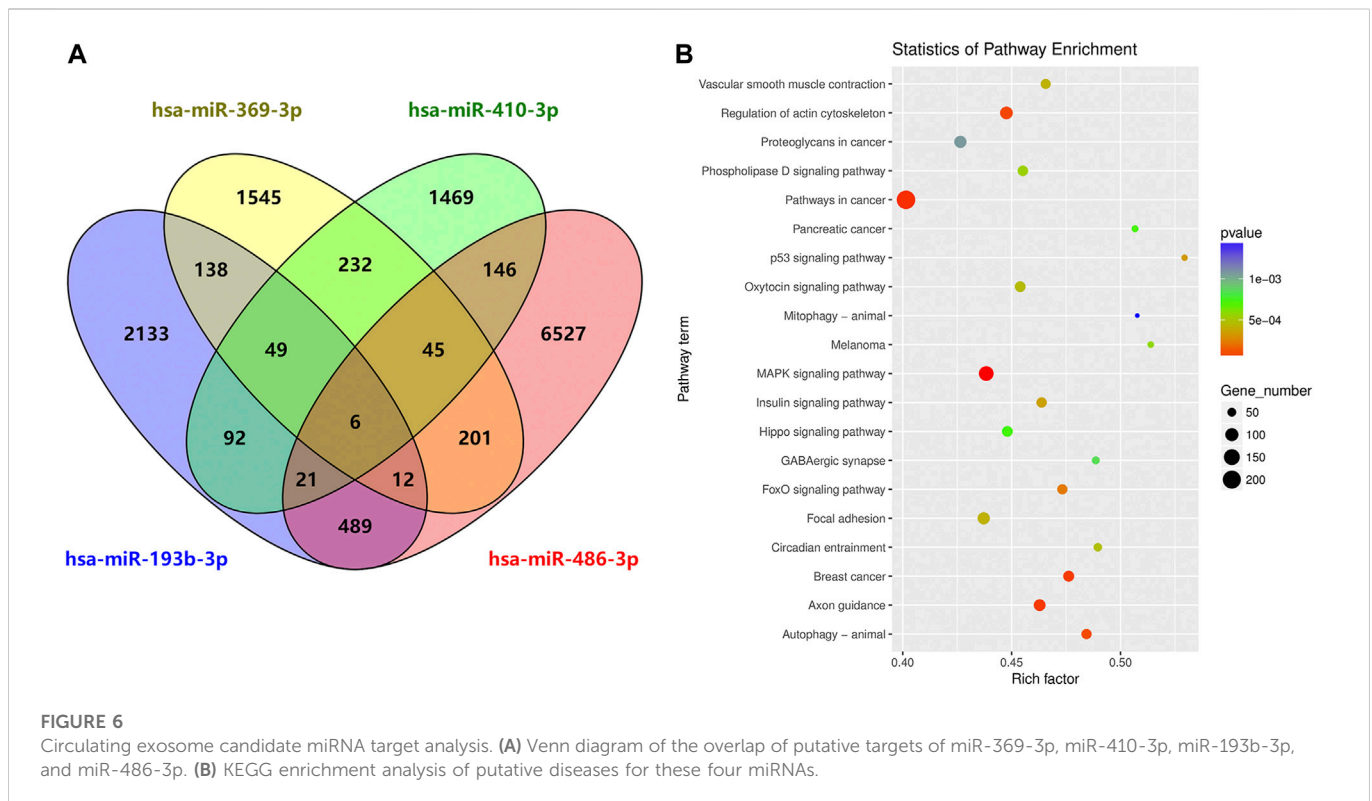 A
hsa-miR-369-3p
hsa-miR-410-3p
1545
1469
138
232
146
2133
49
45
6527
6
92
201
21
12
489
hsa-miR-193b-3p
hsa-miR-486-3p
B
Statistics of Pathway Enrichment
Pathway term
Vascular smooth muscle contraction
Regulation of actin cytoskeleton
Proteoglycans in cancer
Phospholipase D signaling pathway
Pathways in cancer
Pancreatic cancer
p53 signaling pathway
Oxytocin signaling pathway
Mitophagy − animal
Melanoma
MAPK signaling pathway
Insulin signaling pathway
Hippo signaling pathway
GABAergic synapse
FoxO signaling pathway
Focal adhesion
Circadian entrainment
Breast cancer
Axon guidance
Autophagy − animal
0.40 0.45 0.50
Rich factor
pvalue
1e−03
5e−04
Gene_number
50
100
150
200
FIGURE 6
Circulating exosome candidate miRNA target analysis. (A) Venn diagram of the overlap of putative targets of miR-369-3p, miR-410-3p, miR-193b-3p,
and miR-486-3p. (B) KEGG enrichment analysis of putative diseases for these four miRNAs.